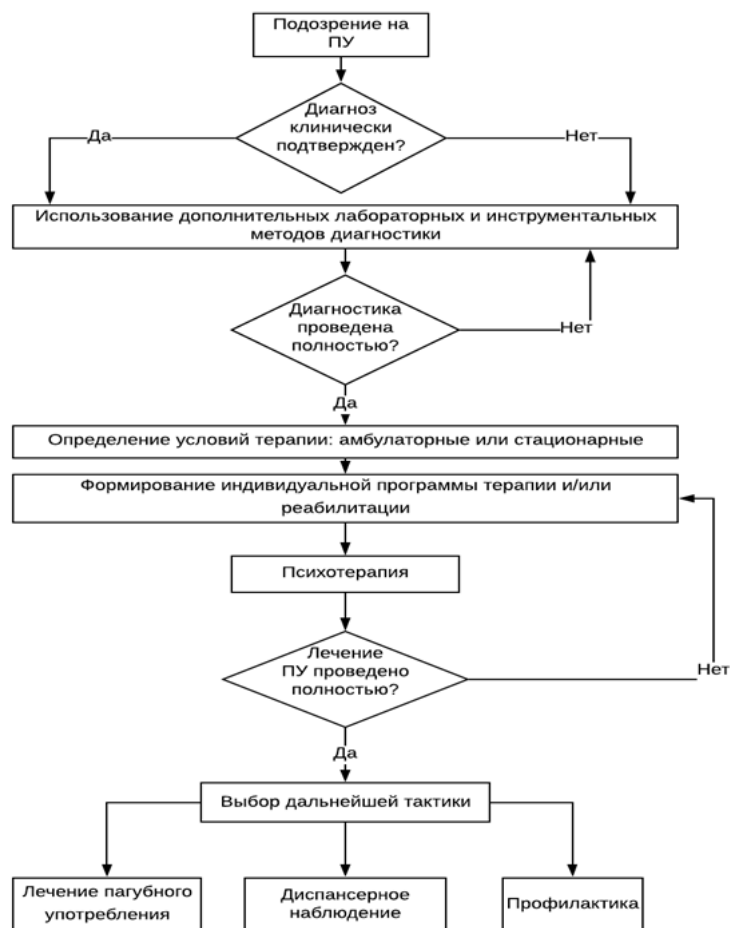 Подозрение на
ПУ
Диагноз
клинически
подтвержден?
Да
Нет
Использование дополнительных лабораторных и инструментальных
методов диагностики
Диагностика
проведена
полностью?
Нет
Да
Определение условий терапии: амбулаторные или стационарные
Формирование индивидуальной программы терапии и/или
реабилитации
Психотерапия
Лечение
ПУ проведено
полностью?
Нет
Да
Выбор дальнейшей тактики
Лечение пагубного
употребления
Диспансерное
наблюдение
Профилактика